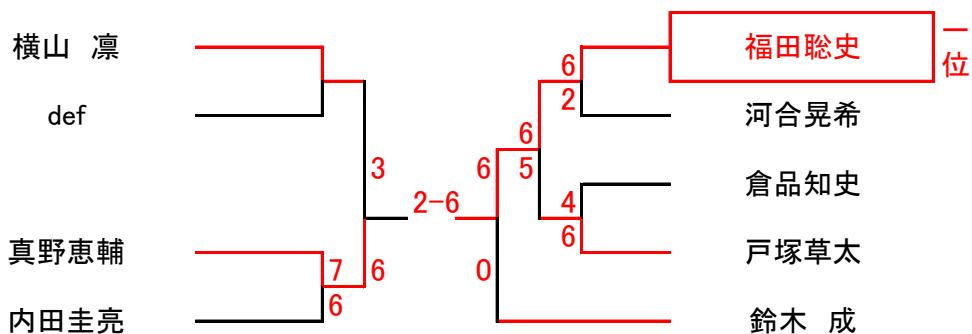 横山 凛
def
真野恵輔
内田圭亮
3
7
6
6
2-6
福田聡史
一位
河合晃希
倉品知史
戸塚草太
鈴木 成
6
2
6
5
4
6
6
0